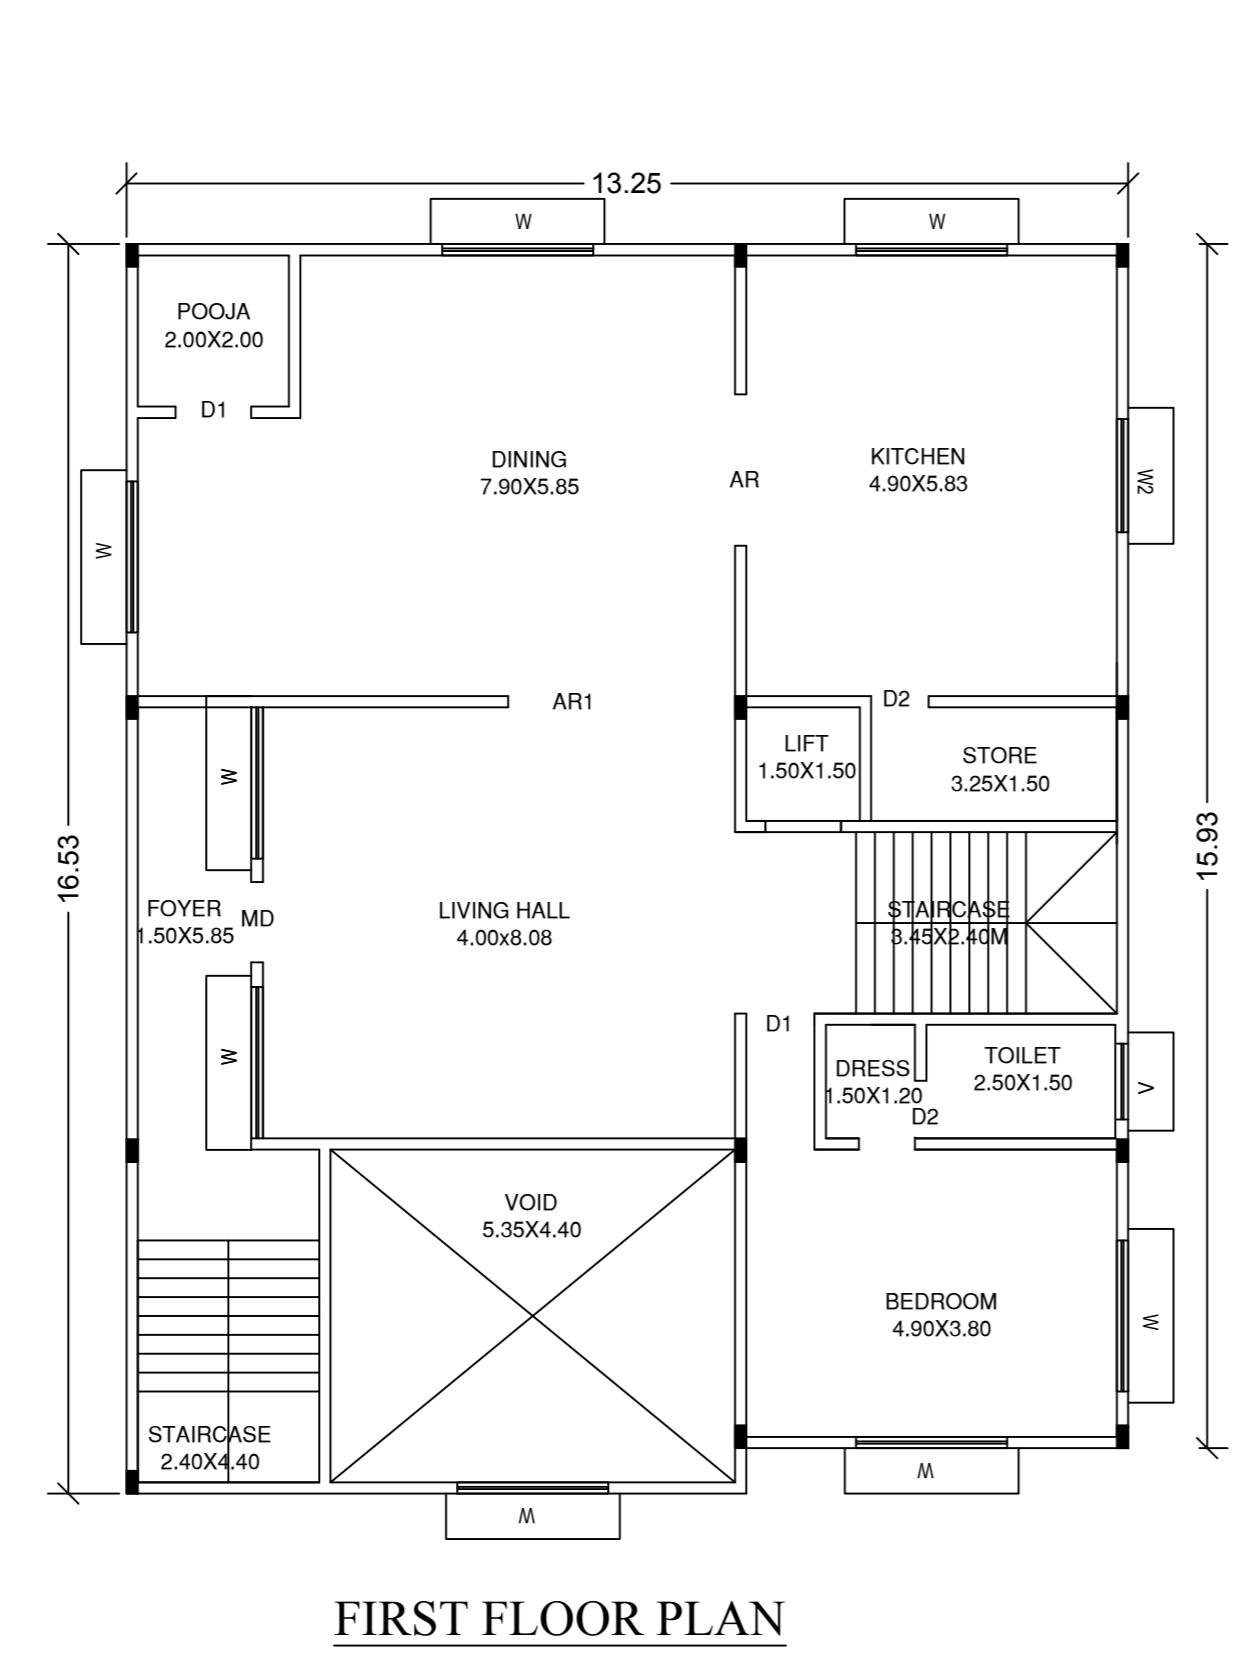 13.25
W
W
POOJA
2.00X2.00
D1
DINING
7.90X5.85
AR
KITCHEN
4.90X5.83
W2
W
AR1
D2
LIFT
1.50X1.50
STORE
3.25X1.50
W
16.53
15.93
FOYER
1.50X5.85
MD
LIVING HALL
4.00x8.08
STAIRCASE
3.45X2.40M
D1
W
DRESS
1.50X1.20
TOILET
2.50X1.50
D2
V
VOID
5.35X4.40
BEDROOM
4.90X3.80
W
STAIRCASE
2.40X4.40
W
W
FIRST FLOOR PLAN